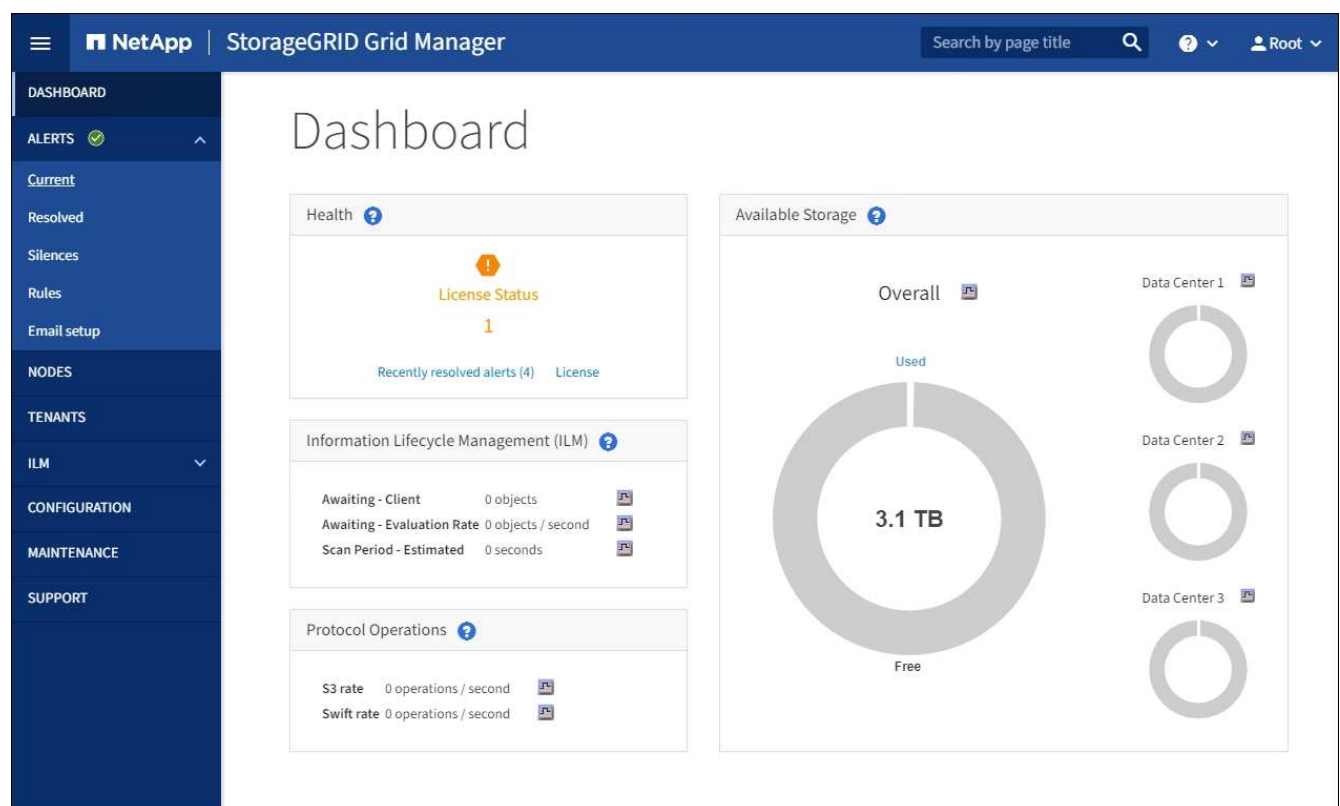 NetApp | StorageGRID Grid Manager
Search by page title
?
Root
DASHBOARD
ALERTS
Current
Resolved
Silences
Rules
Email setup
NODES
TENANTS
ILM
CONFIGURATION
MAINTENANCE
SUPPORT
Dashboard
Health ?
!
License Status
1
Recently resolved alerts (4) License
Information Lifecycle Management (ILM) ?
Awaiting - Client 0 objects
Awaiting - Evaluation Rate 0 objects / second
Scan Period - Estimated 0 seconds
Protocol Operations ?
S3 rate 0 operations / second
Swift rate 0 operations / second
Available Storage ?
Overall
Used
3.1 TB
Free
Data Center 1
Data Center 2
Data Center 3